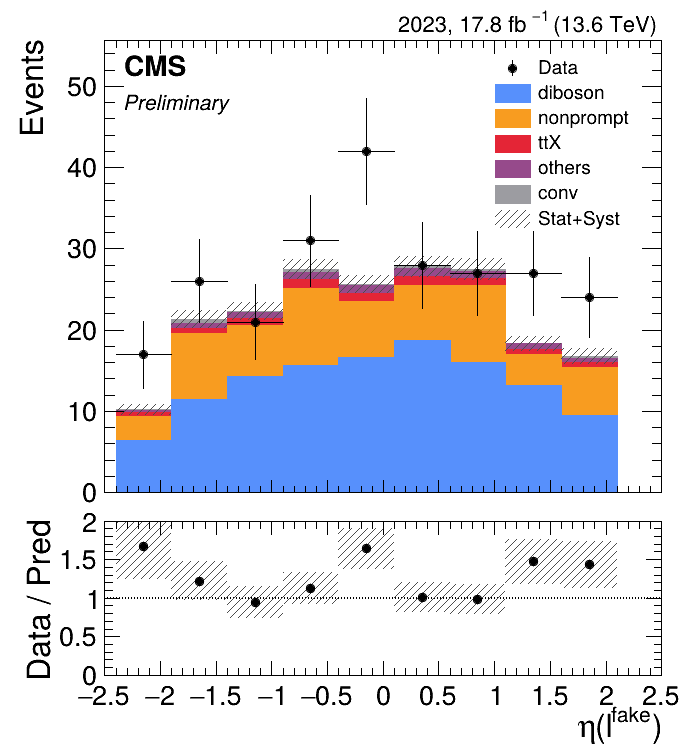 2023, 17.8 fb⁻¹ (13.6 TeV)
CMS
Preliminary
Events
50
40
30
20
10
0
Data
diboson
nonprompt
ttX
others
conv
Stat+Syst
Data / Pred
2
1.5
1
0.5
0
−2.5 −2 −1.5 −1 −0.5 0 0.5 1 1.5 2 2.5
η(l^fake)